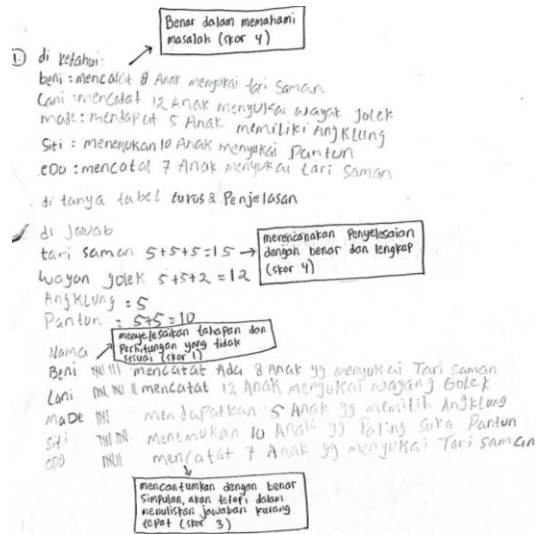 Benar dalam memahami
masalah (skor 4)
1. di ketahui:
beni : mencatat 8 Anak menyukai tari Saman
Lani : mencatat 12 Anak menyukai wayak Jolek
made : mendapat 5 Anak memiliki Angklung
Siti : menemukan 10 Anak menyukai Pantun
edo : mencatat 7 Anak menyukai tari Saman
di tanya tabel turus & Penjelasan
di Jawab
tari saman 5+5+5=15
merencanakan Penyelesaian
dengan benar dan lengkap
(skor 4)
wayan golek 5+5+2 = 12
Angklung : 5
Pantun : 5+5=10
menyelesaikan tahapan dan
Perhitungan yang tidak
sesuai (skor 1)
Nama
Beni mencatat Ada 8 Anak yg menyukai Tari saman
Lani mencatat 12 Anak menyukai wayang Golek
Made mendapatkan 5 Anak yg memilih Angklung
Siti menemukan 10 Anak yg Paling suka Pantun
edo mencatat 7 Anak yg menyukai Tari saman
mencantumkan dengan benar
Simpulan, akan tetapi dalam
menuliskan jawaban kurang
tepat (skor 3)